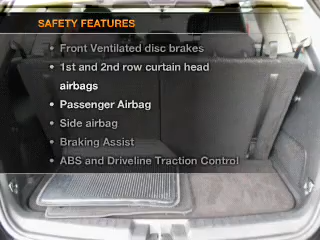 SAFETY FEATURES
• Front Ventilated disc brakes
• 1st and 2nd row curtain head
airbags
• Passenger Airbag
• Side airbag
• Braking Assist
• ABS and Driveline Traction Control